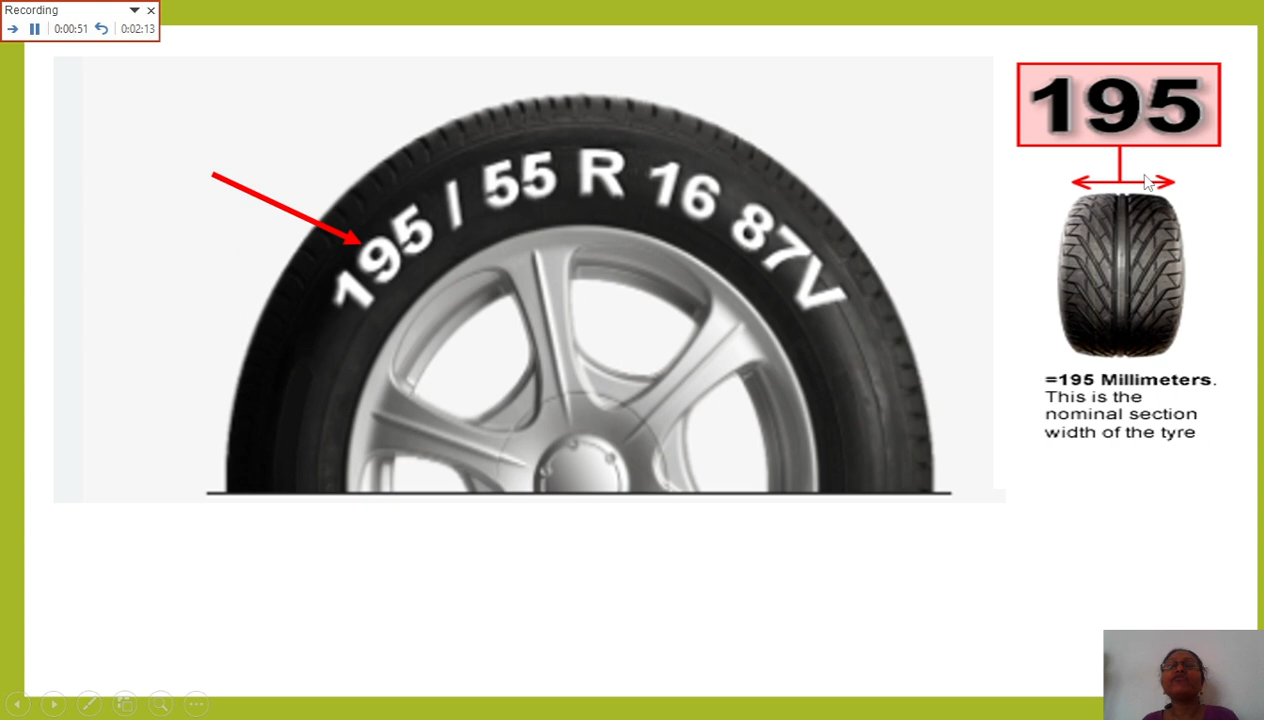 Recording
0:00:51 0:02:13
195 / 55 R 16 87V
195
=195 Millimeters.
This is the
nominal section
width of the tyre